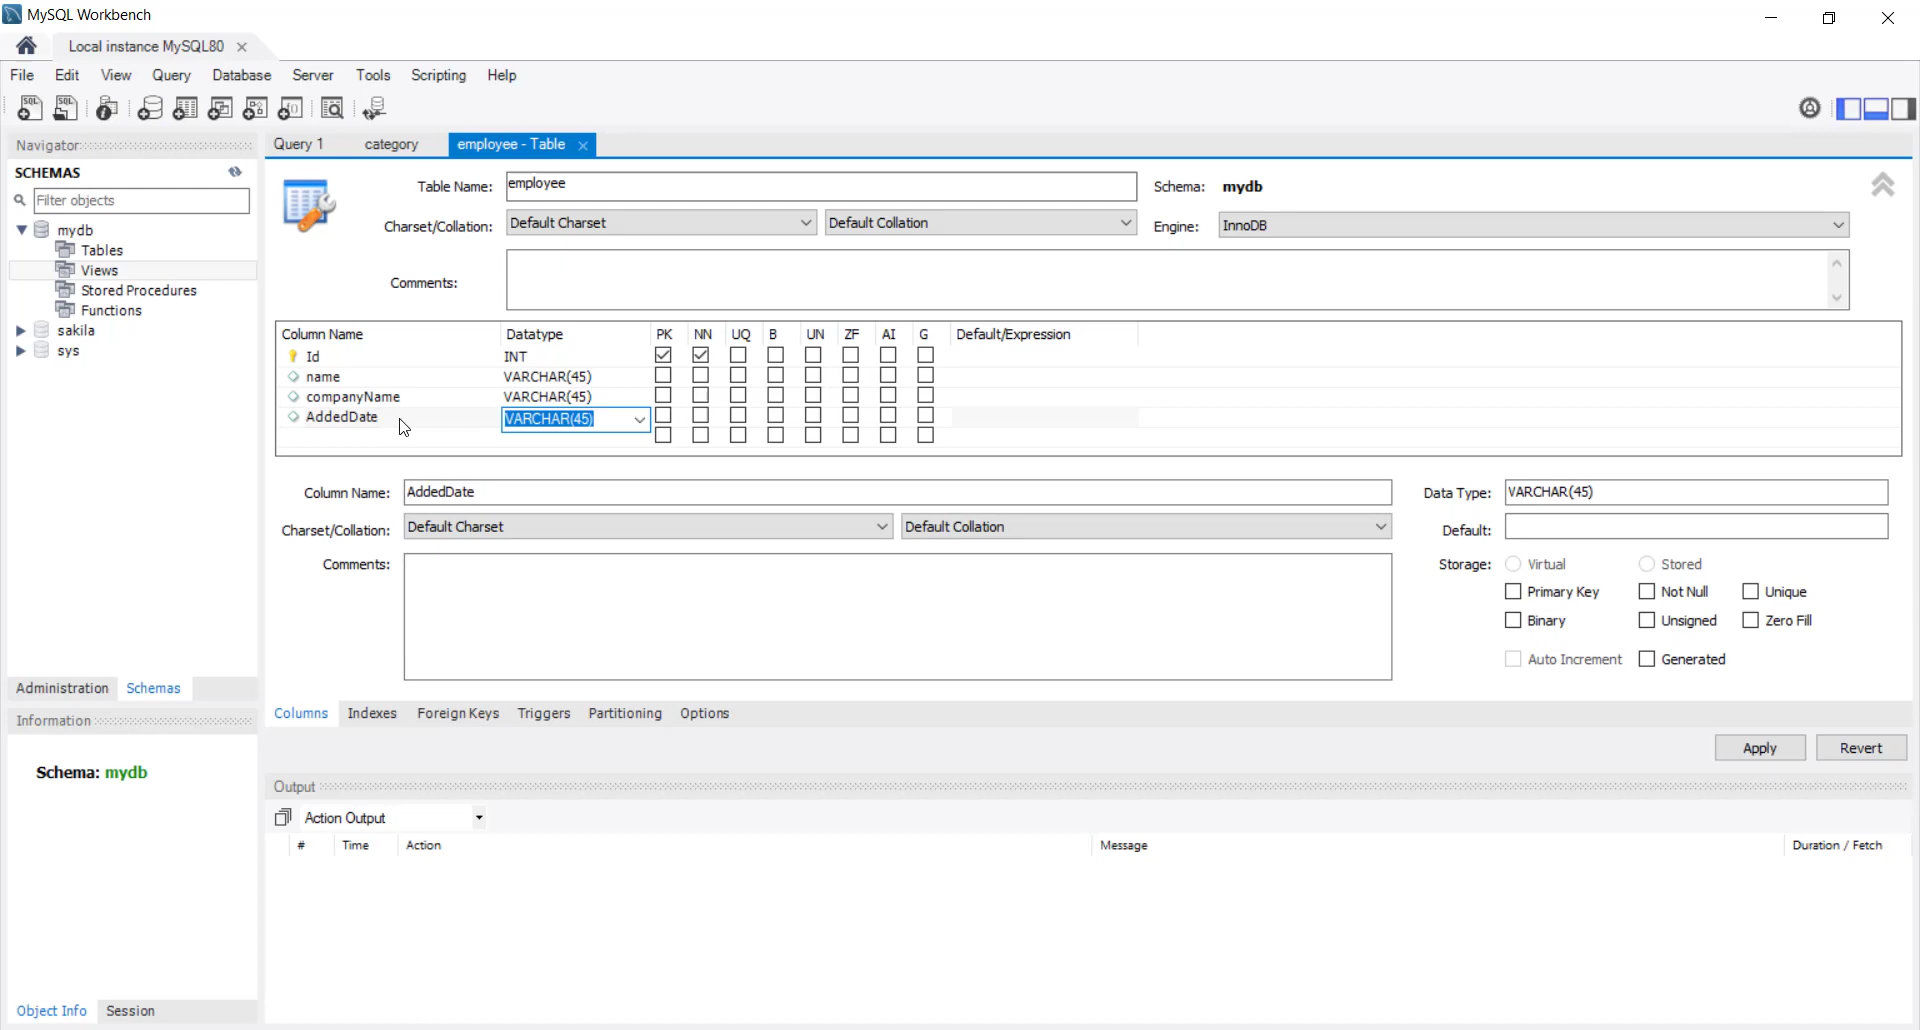 MySQL Workbench
Local instance MySQL80
File Edit View Query Database Server Tools Scripting Help
Navigator
SCHEMAS
Filter objects
mydb
Tables
Views
Stored Procedures
Functions
sakila
sys
Administration Schemas
Information
Schema: mydb
Object Info Session
Query 1 category employee - Table
Table Name: employee Schema: mydb
Charset/Collation: Default Charset Default Collation Engine: InnoDB
Comments:
Column Name Datatype PK NN UQ B UN ZF AI G Default/Expression
Id INT
name VARCHAR(45)
companyName VARCHAR(45)
AddedDate VARCHAR(45)
Column Name: AddedDate Data Type: VARCHAR(45)
Charset/Collation: Default Charset Default Collation Default:
Comments: Storage: Virtual Stored
Primary Key Not Null Unique
Binary Unsigned Zero Fill
Auto Increment Generated
Columns Indexes Foreign Keys Triggers Partitioning Options
Apply Revert
Output
Action Output
# Time Action Message Duration / Fetch